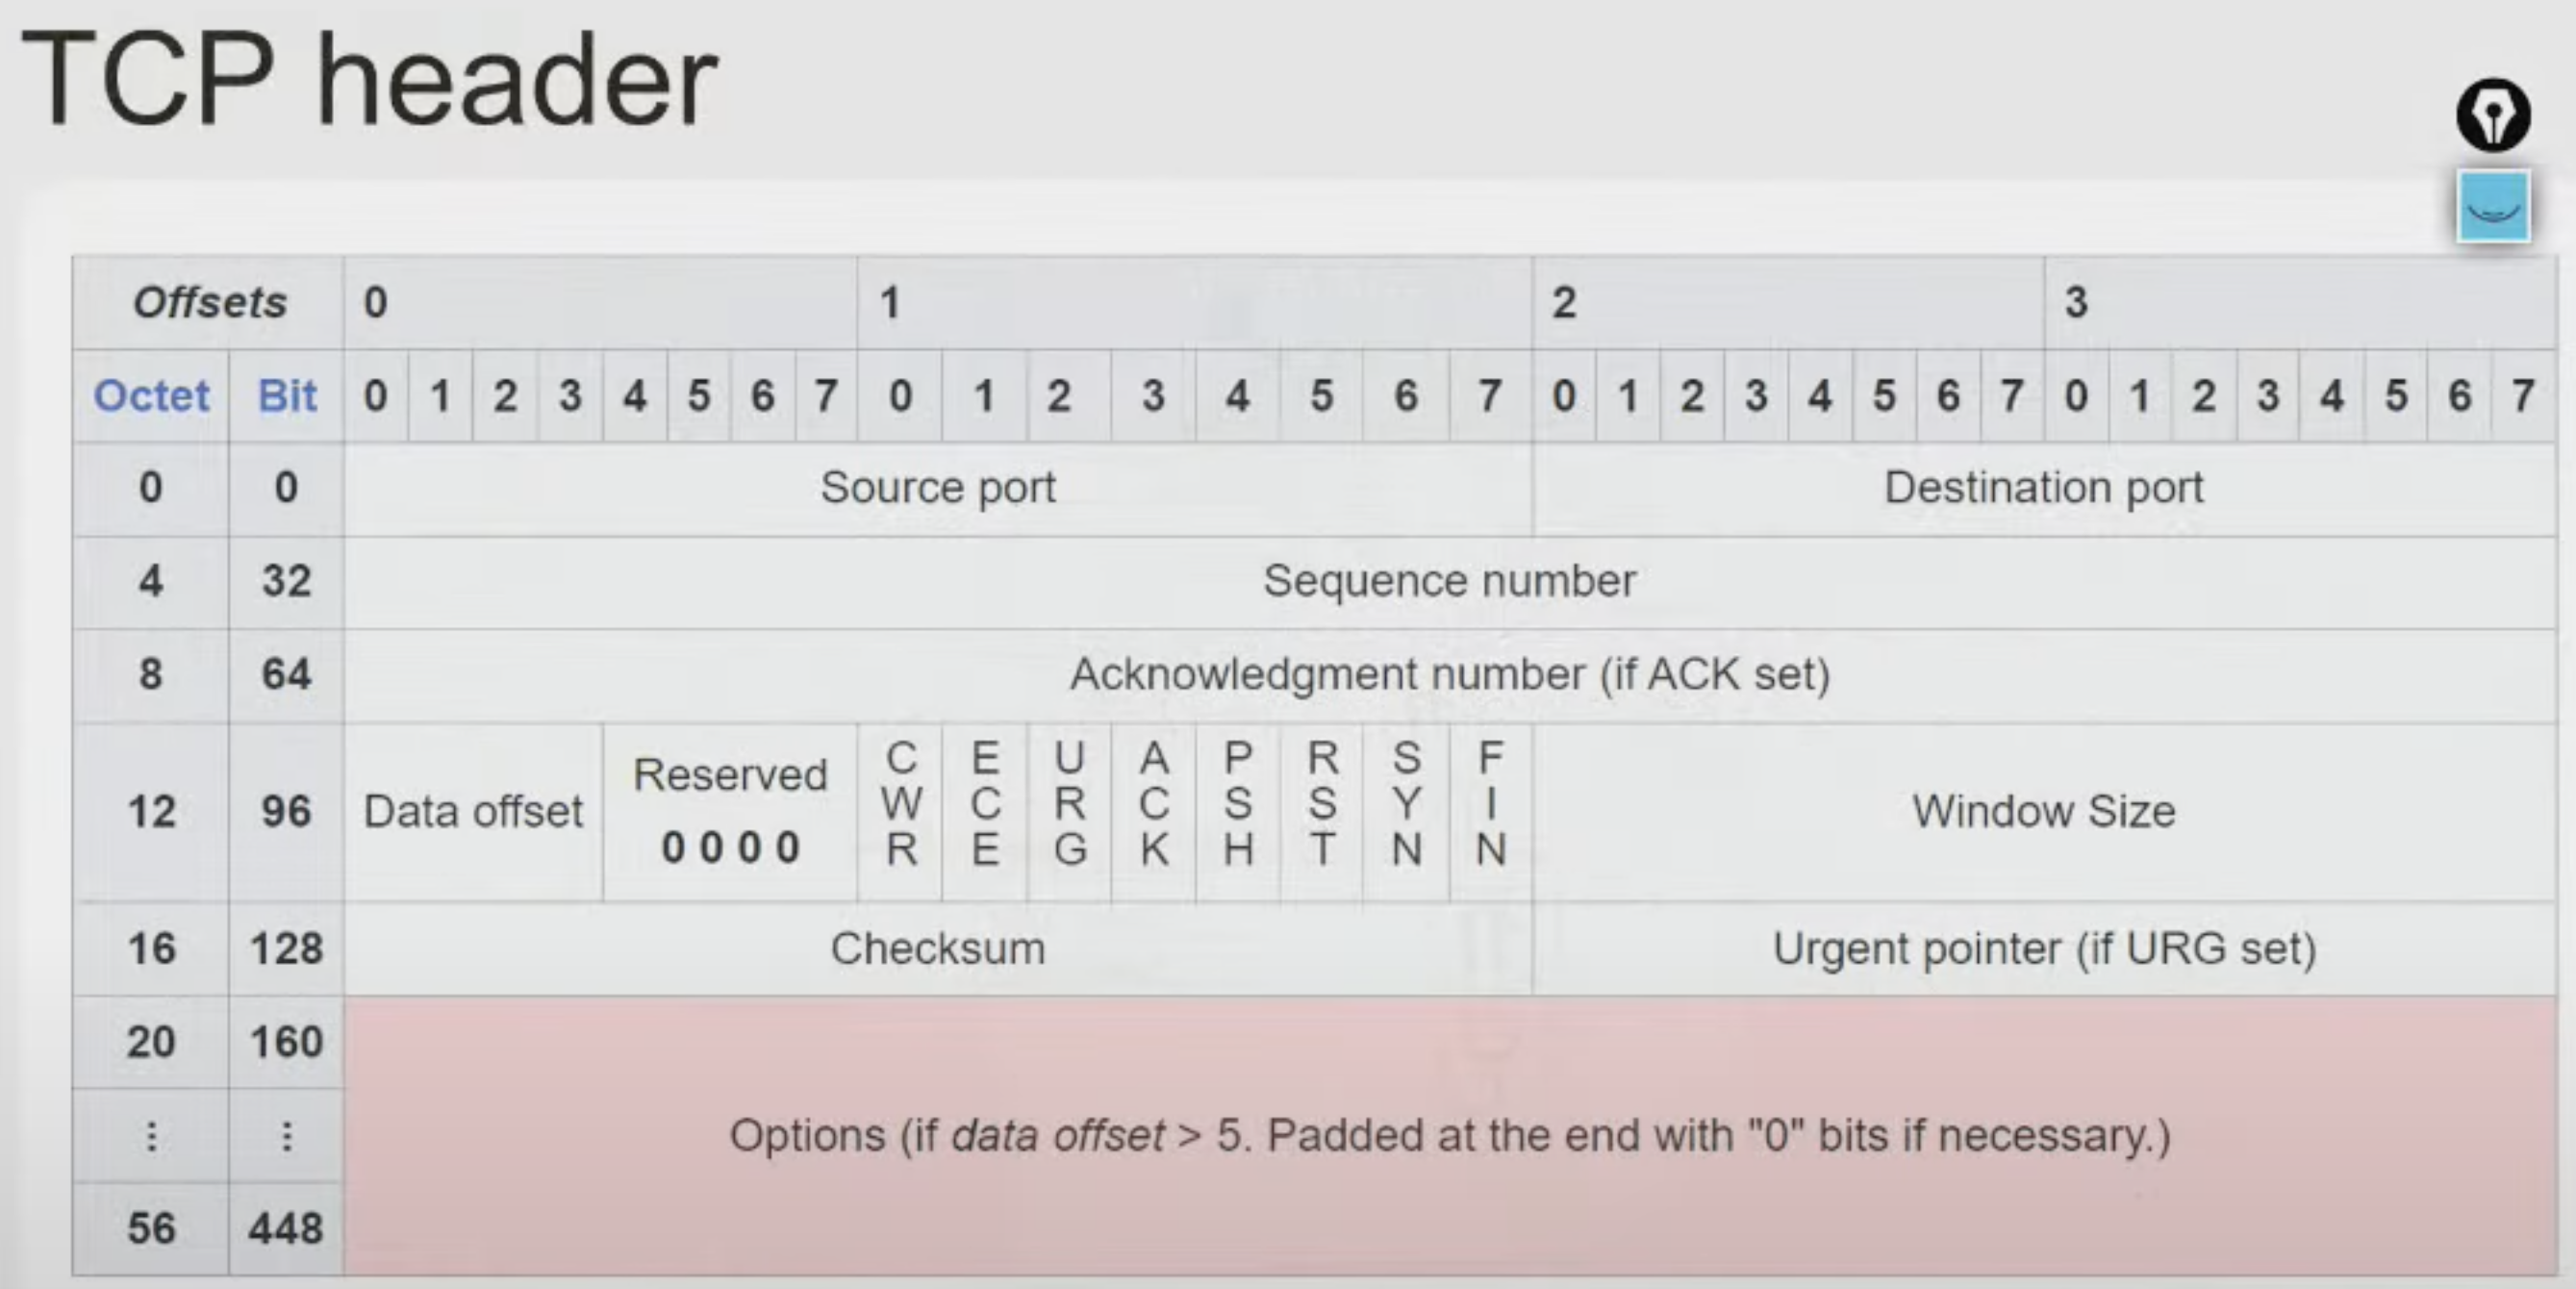 TCP header
Offsets 0 1 2 3
Octet Bit 0 1 2 3 4 5 6 7 0 1 2 3 4 5 6 7 0 1 2 3 4 5 6 7 0 1 2 3 4 5 6 7
0 0 Source port Destination port
4 32 Sequence number
8 64 Acknowledgment number (if ACK set)
12 96 Data offset Reserved 0 0 0 0 CWR ECE URG ACK PSH RST SYN FIN Window Size
16 128 Checksum Urgent pointer (if URG set)
20 160
⋮ ⋮ Options (if data offset > 5. Padded at the end with "0" bits if necessary.)
56 448